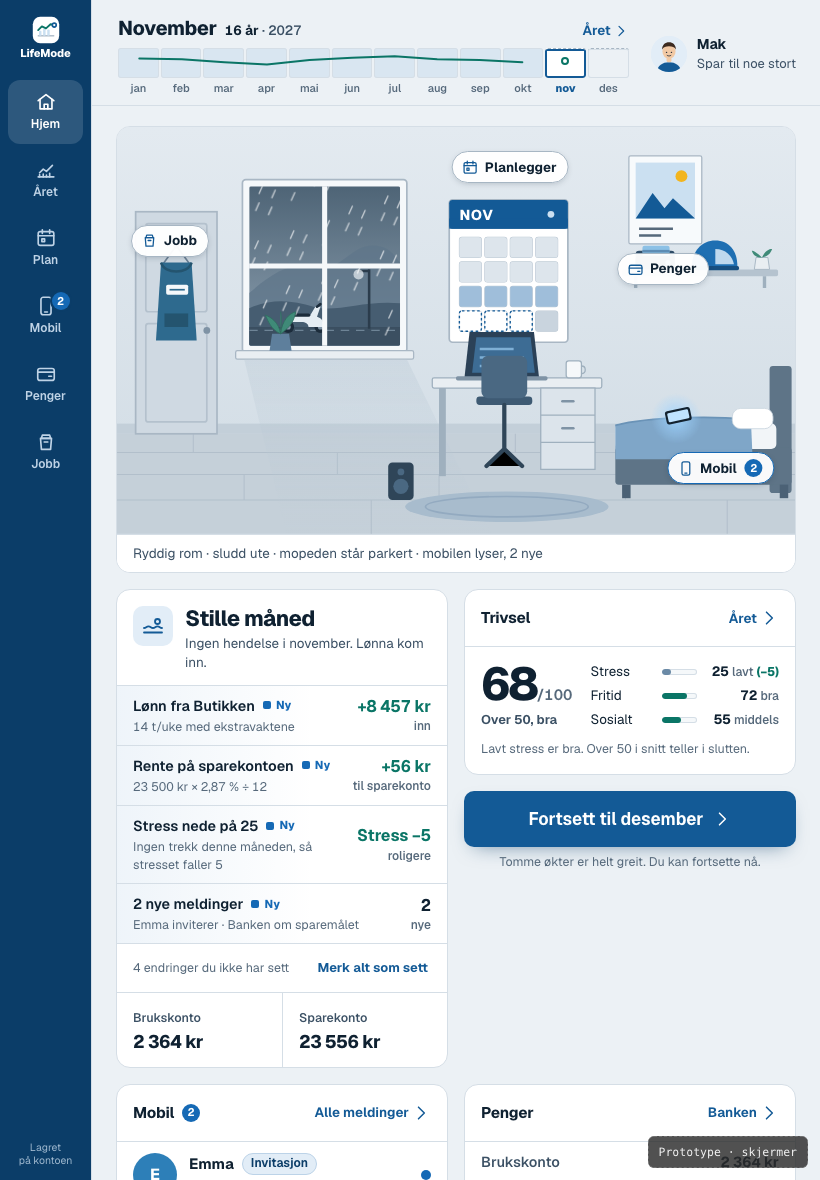 LifeMode
Hjem
Året
Plan
2
Mobil
Penger
Jobb
Lagret
på kontoen
November 16 år · 2027
Året
jan feb mar apr mai jun jul aug sep okt nov des
Mak
Spar til noe stort
Planlegger
NOV
Jobb
Penger
Mobil 2
Ryddig rom · sludd ute · mopeden står parkert · mobilen lyser, 2 nye
Stille måned
Ingen hendelse i november. Lønna kom
inn.
Lønn fra Butikken Ny
+8 457 kr
14 t/uke med ekstravaktene
inn
Rente på sparekontoen Ny
+56 kr
23 500 kr × 2,87 % ÷ 12
til sparekonto
Stress nede på 25 Ny
Stress −5
Ingen trekk denne måneden, så
stresset faller 5
roligere
2 nye meldinger Ny
2
Emma inviterer · Banken om sparemålet
nye
4 endringer du ikke har sett
Merk alt som sett
Brukskonto
2 364 kr
Sparekonto
23 556 kr
Trivsel
Året
68/100
Over 50, bra
Stress 25 lavt (−5)
Fritid 72 bra
Sosialt 55 middels
Lavt stress er bra. Over 50 i snitt teller i slutten.
Fortsett til desember
Tomme økter er helt greit. Du kan fortsette nå.
Mobil 2
Alle meldinger
E
Emma Invitasjon
Penger
Banken
Brukskonto
2 364 kr
Prototype · skjermer